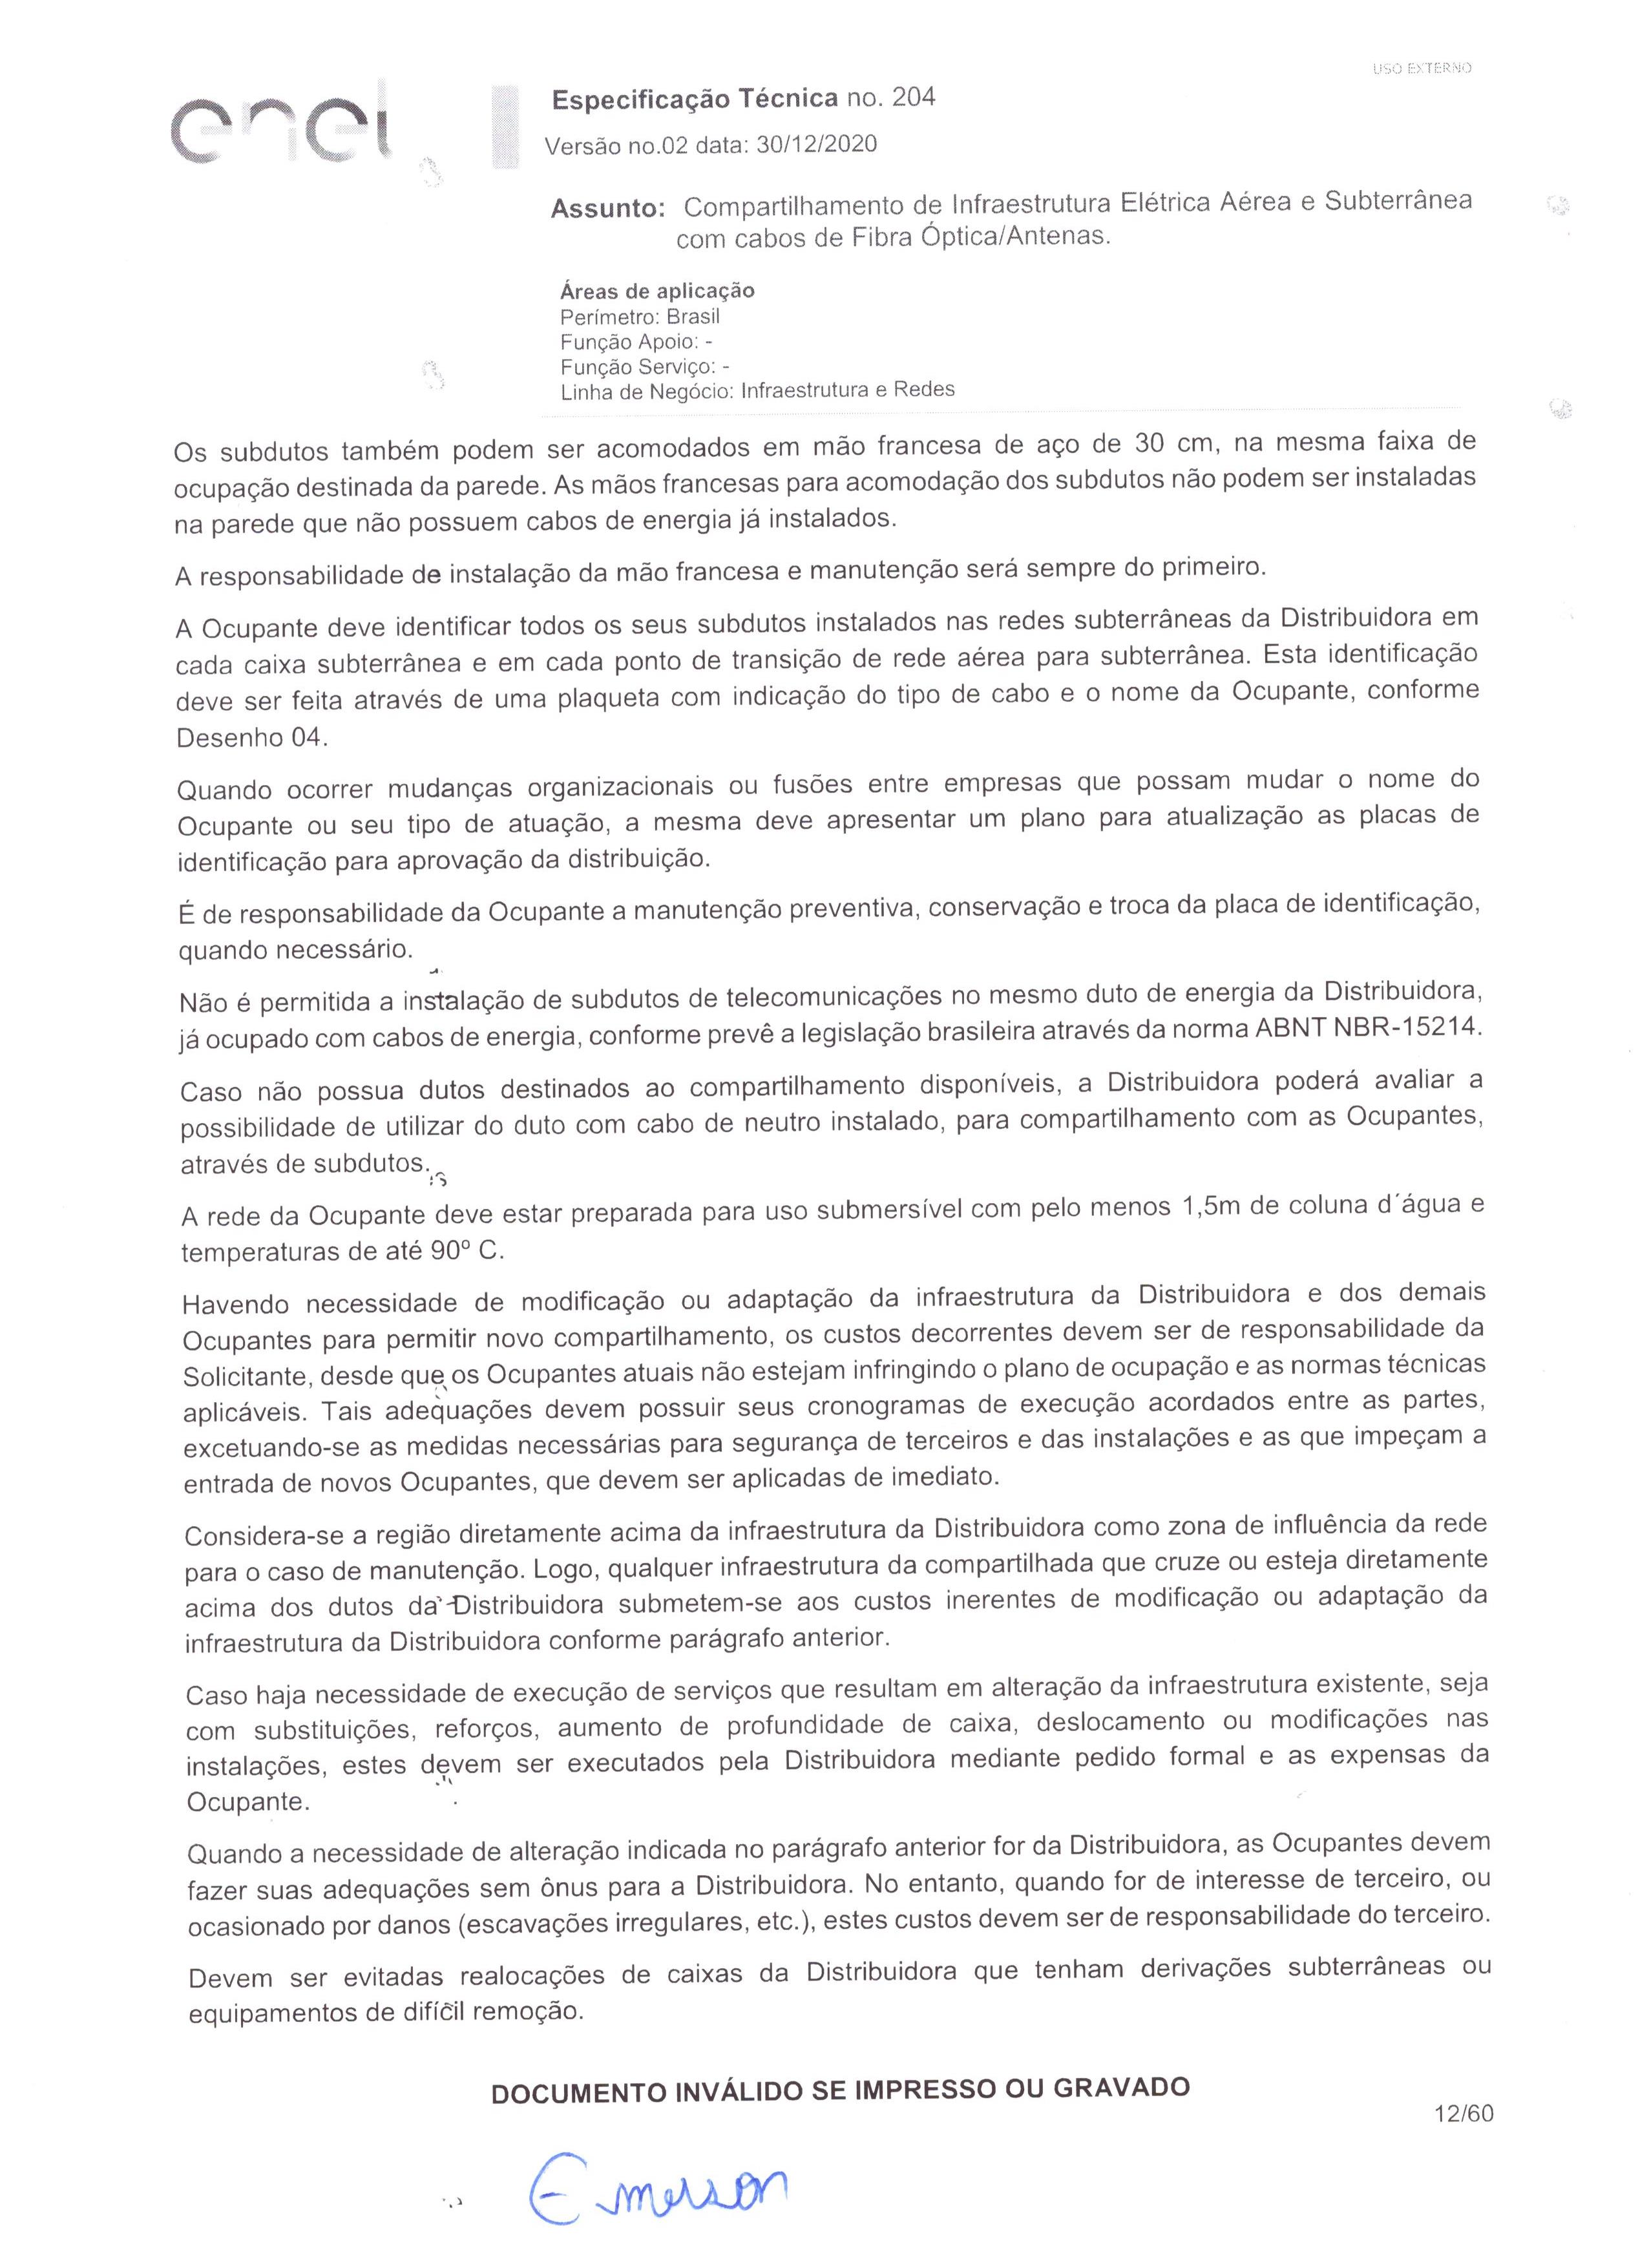 USO EXTERNO
enel
Especificação Técnica no. 204
Versão no.02 data: 30/12/2020
Assunto: Compartilhamento de Infraestrutura Elétrica Aérea e Subterrânea
com cabos de Fibra Óptica/Antenas.
Áreas de aplicação
Perímetro: Brasil
Função Apoio: -
Função Serviço: -
Linha de Negócio: Infraestrutura e Redes
Os subdutos também podem ser acomodados em mão francesa de aço de 30 cm, na mesma faixa de
ocupação destinada da parede. As mãos francesas para acomodação dos subdutos não podem ser instaladas
na parede que não possuem cabos de energia já instalados.
A responsabilidade de instalação da mão francesa e manutenção será sempre do primeiro.
A Ocupante deve identificar todos os seus subdutos instalados nas redes subterrâneas da Distribuidora em
cada caixa subterrânea e em cada ponto de transição de rede aérea para subterrânea. Esta identificação
deve ser feita através de uma plaqueta com indicação do tipo de cabo e o nome da Ocupante, conforme
Desenho 04.
Quando ocorrer mudanças organizacionais ou fusões entre empresas que possam mudar o nome do
Ocupante ou seu tipo de atuação, a mesma deve apresentar um plano para atualização as placas de
identificação para aprovação da distribuição.
É de responsabilidade da Ocupante a manutenção preventiva, conservação e troca da placa de identificação,
quando necessário.
Não é permitida a instalação de subdutos de telecomunicações no mesmo duto de energia da Distribuidora,
já ocupado com cabos de energia, conforme prevê a legislação brasileira através da norma ABNT NBR-15214.
Caso não possua dutos destinados ao compartilhamento disponíveis, a Distribuidora poderá avaliar a
possibilidade de utilizar do duto com cabo de neutro instalado, para compartilhamento com as Ocupantes,
através de subdutos.
A rede da Ocupante deve estar preparada para uso submersível com pelo menos 1,5m de coluna d´água e
temperaturas de até 90º C.
Havendo necessidade de modificação ou adaptação da infraestrutura da Distribuidora e dos demais
Ocupantes para permitir novo compartilhamento, os custos decorrentes devem ser de responsabilidade da
Solicitante, desde que os Ocupantes atuais não estejam infringindo o plano de ocupação e as normas técnicas
aplicáveis. Tais adequações devem possuir seus cronogramas de execução acordados entre as partes,
excetuando-se as medidas necessárias para segurança de terceiros e das instalações e as que impeçam a
entrada de novos Ocupantes, que devem ser aplicadas de imediato.
Considera-se a região diretamente acima da infraestrutura da Distribuidora como zona de influência da rede
para o caso de manutenção. Logo, qualquer infraestrutura da compartilhada que cruze ou esteja diretamente
acima dos dutos da Distribuidora submetem-se aos custos inerentes de modificação ou adaptação da
infraestrutura da Distribuidora conforme parágrafo anterior.
Caso haja necessidade de execução de serviços que resultam em alteração da infraestrutura existente, seja
com substituições, reforços, aumento de profundidade de caixa, deslocamento ou modificações nas
instalações, estes devem ser executados pela Distribuidora mediante pedido formal e as expensas da
Ocupante.
Quando a necessidade de alteração indicada no parágrafo anterior for da Distribuidora, as Ocupantes devem
fazer suas adequações sem ônus para a Distribuidora. No entanto, quando for de interesse de terceiro, ou
ocasionado por danos (escavações irregulares, etc.), estes custos devem ser de responsabilidade do terceiro.
Devem ser evitadas realocações de caixas da Distribuidora que tenham derivações subterrâneas ou
equipamentos de difícil remoção.
DOCUMENTO INVÁLIDO SE IMPRESSO OU GRAVADO
12/60
Emerson